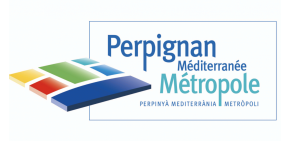 Perpignan
Méditerranée
Métropole
PERPINYÀ MEDITERRÀNIA METRÒPOLI